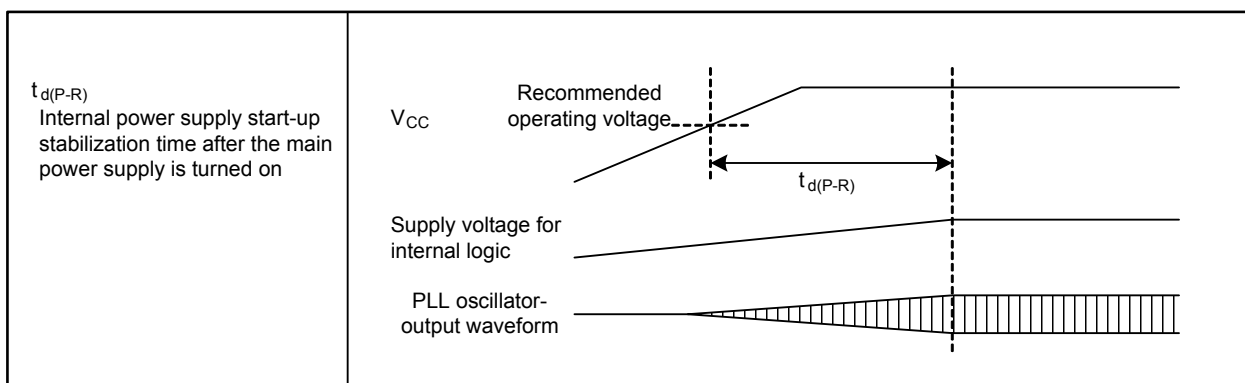 t d(P-R)
Internal power supply start-up
stabilization time after the main
power supply is turned on
Recommended
operating voltage
VCC
t d(P-R)
Supply voltage for
internal logic
PLL oscillator-
output waveform